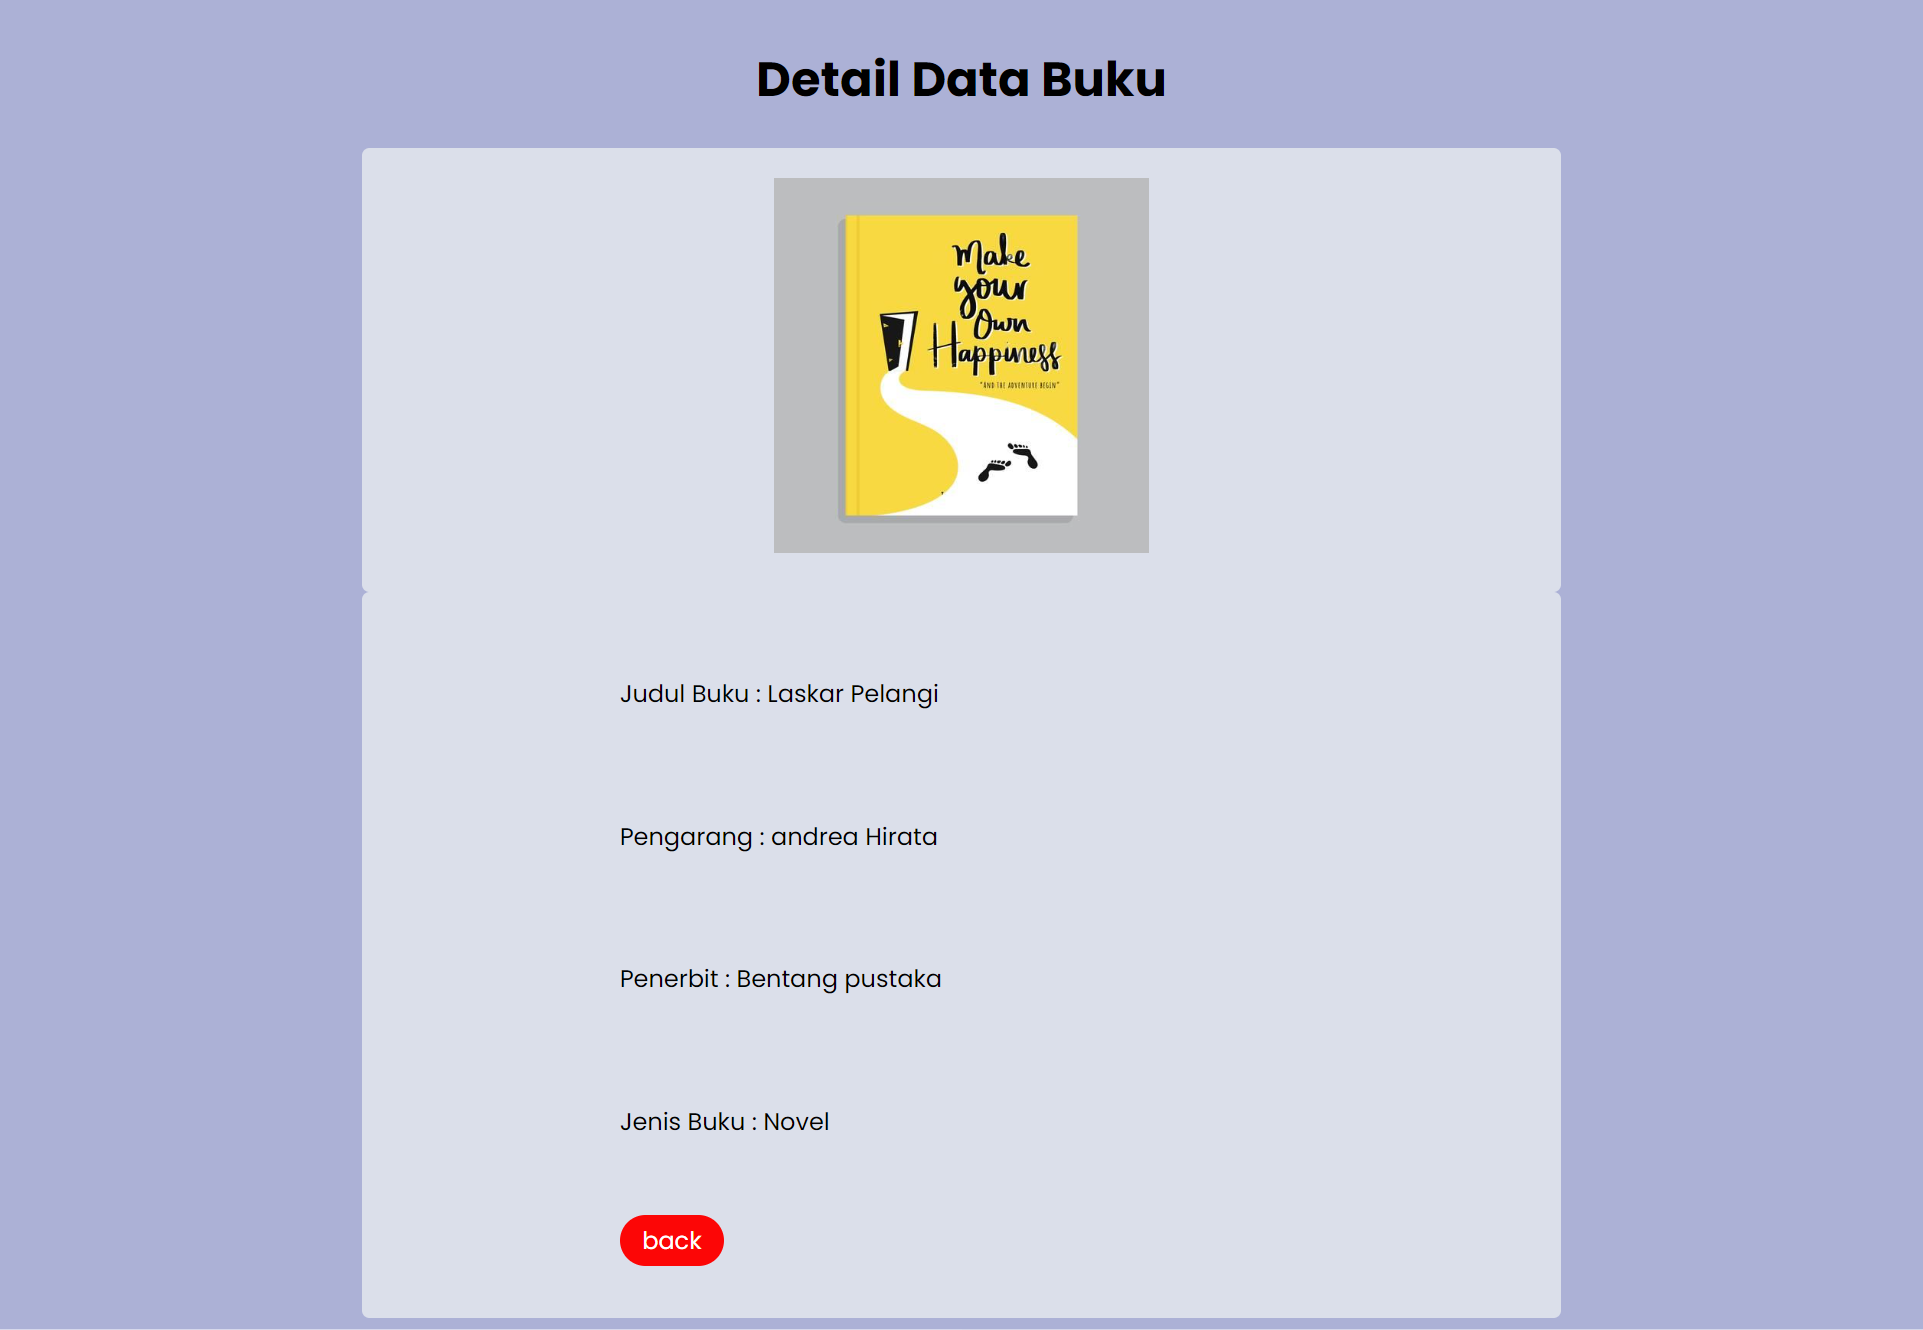 Detail Data Buku
Make
your
Own
Happiness
"AND THE ADVENTURE BEGIN"
Judul Buku : Laskar Pelangi
Pengarang : andrea Hirata
Penerbit : Bentang pustaka
Jenis Buku : Novel
back